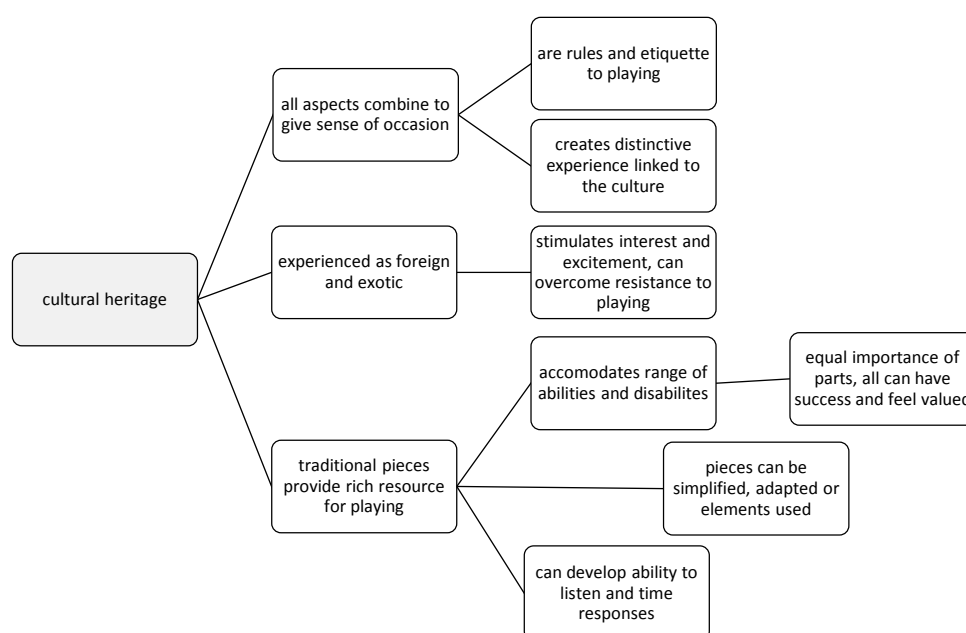 are rules and etiquette
to playing
all aspects combine to
give sense of occasion
creates distinctive
experience linked to
the culture
cultural heritage
experienced as foreign
and exotic
stimulates interest and
excitement, can
overcome resistance to
playing
accomodates range of
abilities and disabilites
equal importance of
parts, all can have
success and feel valued
traditional pieces
provide rich resource
for playing
pieces can be
simplified, adapted or
elements used
can develop ability to
listen and time
responses